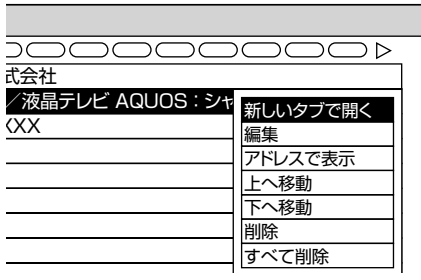 式会社
／液晶テレビ AQUOS：シャ
XXX
新しいタブで開く
編集
アドレスで表示
上へ移動
下へ移動
削除
すべて削除